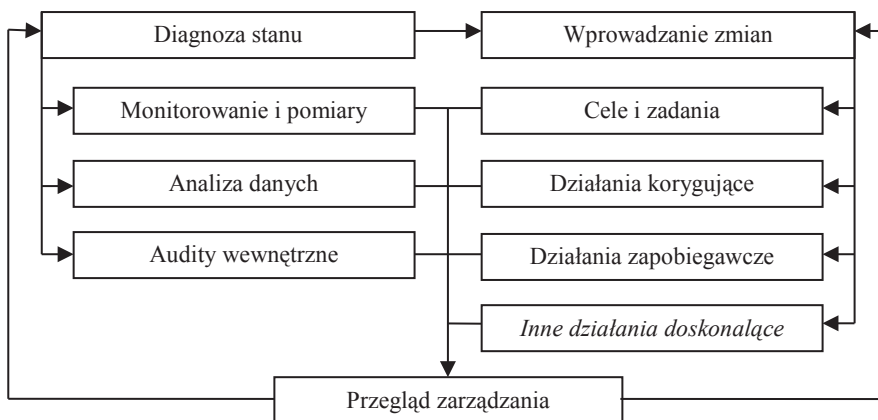 Diagnoza stanu
Wprowadzanie zmian
Monitorowanie i pomiary
Cele i zadania
Analiza danych
Działania korygujące
Audity wewnętrzne
Działania zapobiegawcze
Inne działania doskonalące
Przegląd zarządzania